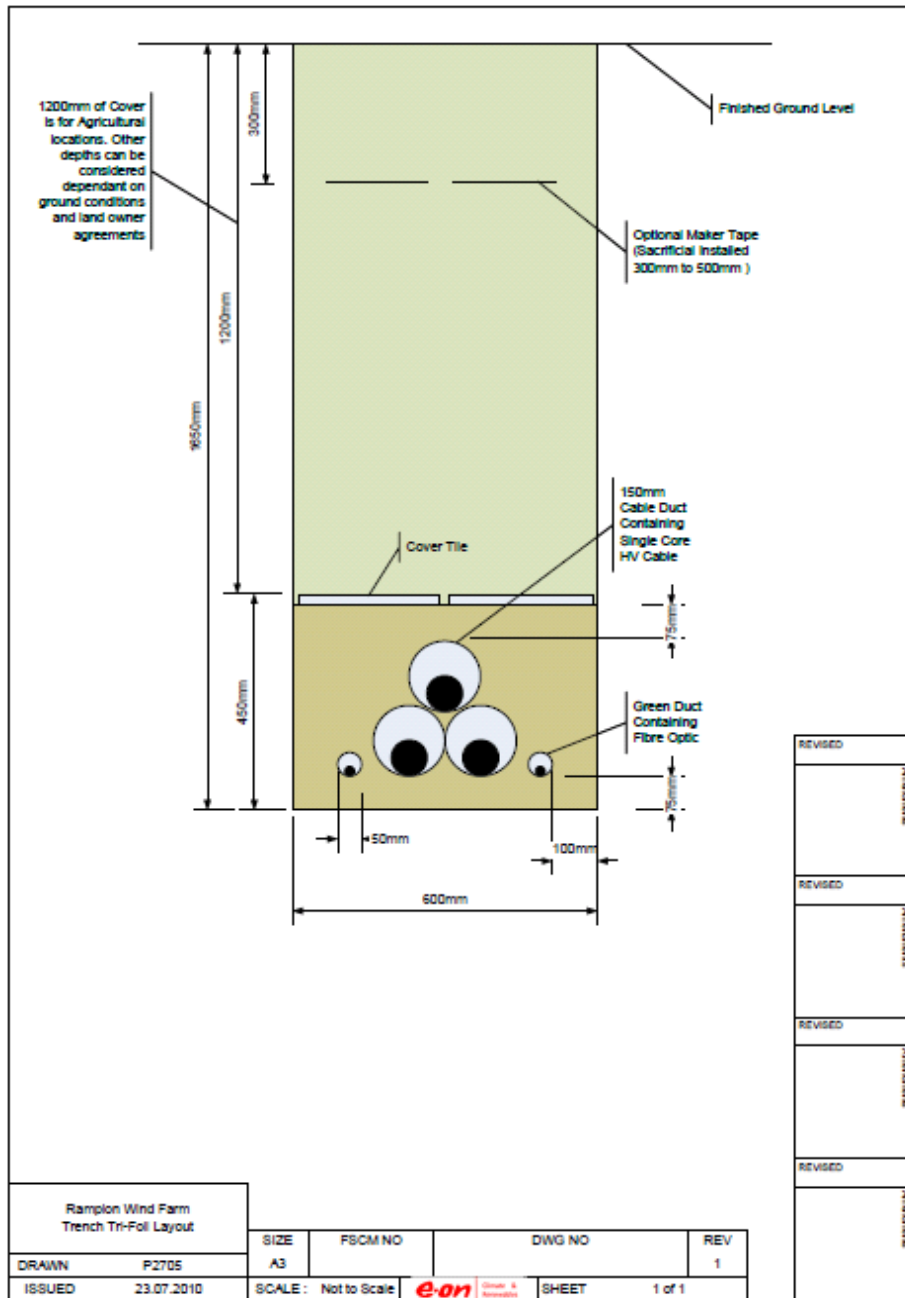 1200mm of Cover
is for Agricultural
locations. Other
depths can be
considered
dependant on
ground conditions
and land owner
agreements
300mm
Finished Ground Level
Optional Maker Tape
(Sacrificial Installed
300mm to 500mm )
1200mm
1650mm
150mm
Cable Duct
Containing
Single Core
HV Cable
Cover Tile
75mm
450mm
Green Duct
Containing
Fibre Optic
75mm
50mm
100mm
600mm
REVISED
REVISED
REVISED
REVISED
Rampion Wind Farm
Trench Tri-Foil Layout
SIZE FSCM NO DWG NO REV
DRAWN P2705 A3 1
ISSUED 23.07.2010 SCALE : Not to Scale e·on Climate & Renewables SHEET 1 of 1